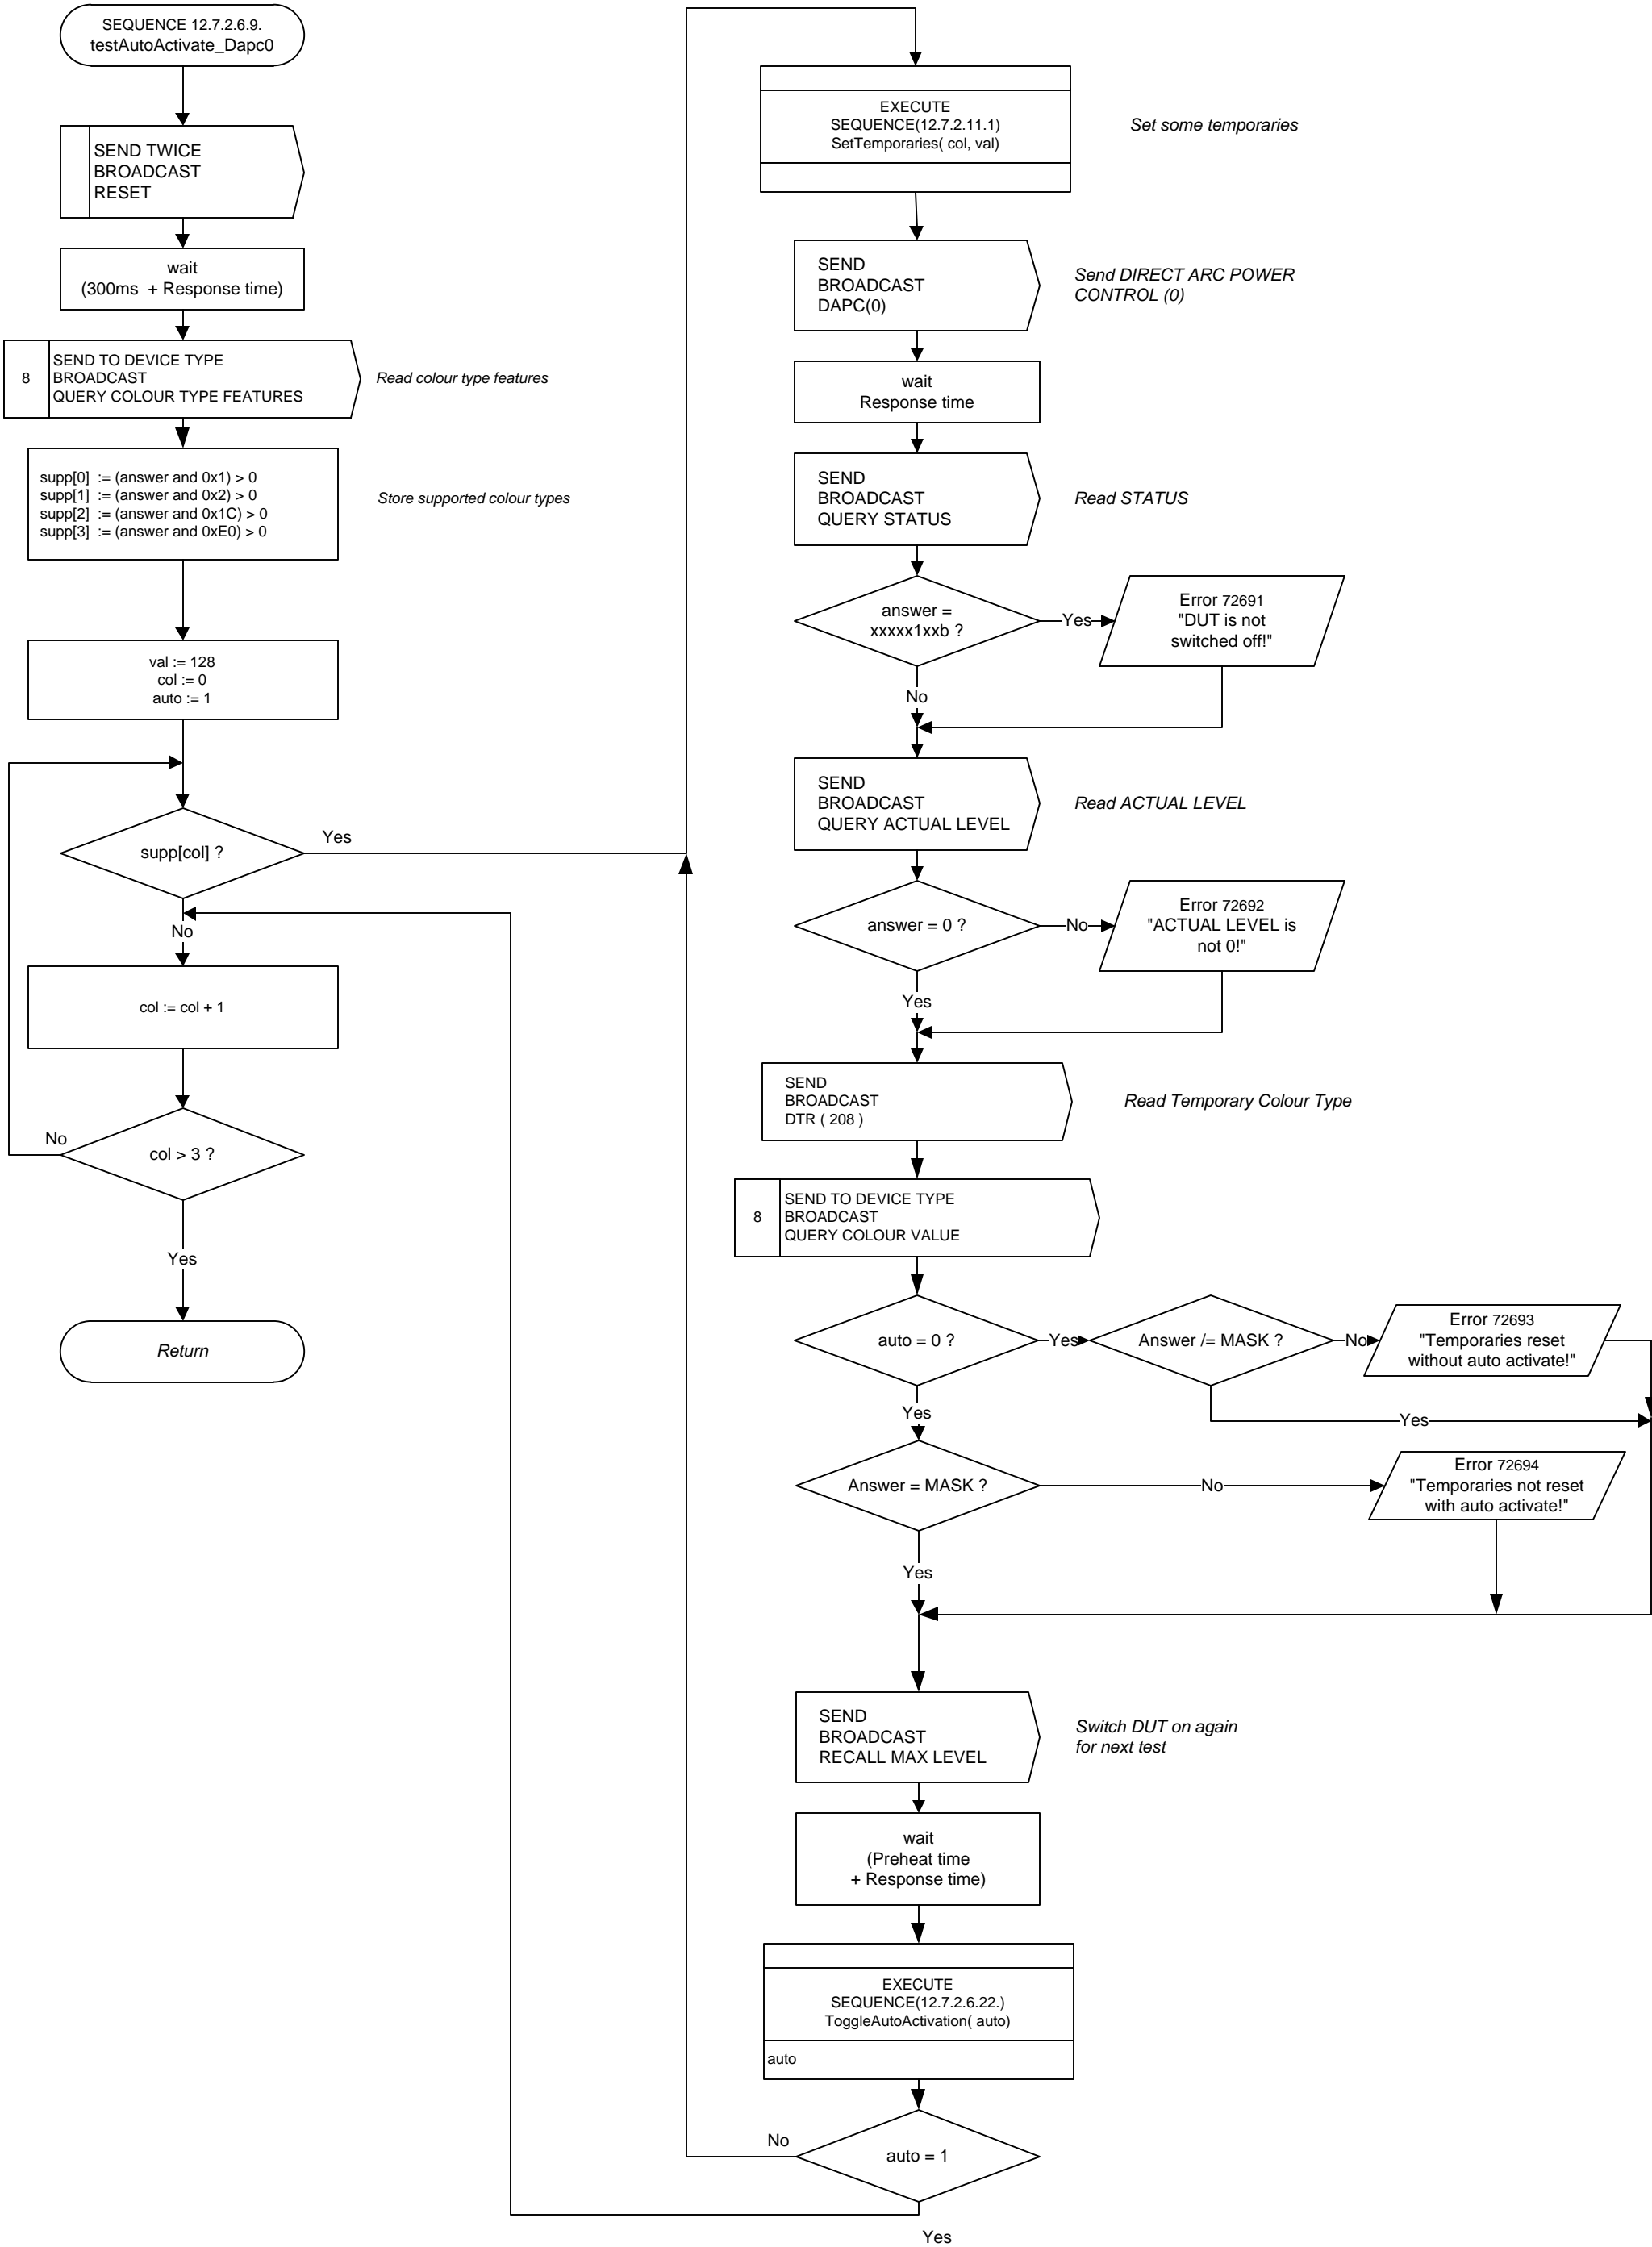 SEQUENCE 12.7.2.6.9.
testAutoActivate_Dapc0
SEND TWICE
BROADCAST
RESET
wait
(300ms + Response time)
8
SEND TO DEVICE TYPE
BROADCAST
QUERY COLOUR TYPE FEATURES
Read colour type features
supp[0] := (answer and 0x1) > 0
supp[1] := (answer and 0x2) > 0
supp[2] := (answer and 0x1C) > 0
supp[3] := (answer and 0xE0) > 0
Store supported colour types
val := 128
col := 0
auto := 1
supp[col] ?
Yes
No
col := col + 1
col > 3 ?
No
Yes
Return
EXECUTE
SEQUENCE(12.7.2.11.1)
SetTemporaries( col, val)
Set some temporaries
SEND
BROADCAST
DAPC(0)
Send DIRECT ARC POWER
CONTROL (0)
wait
Response time
SEND
BROADCAST
QUERY STATUS
Read STATUS
answer =
xxxxx1xxb ?
Yes
Error 72691
"DUT is not
switched off!"
No
SEND
BROADCAST
QUERY ACTUAL LEVEL
Read ACTUAL LEVEL
answer = 0 ?
No
Error 72692
"ACTUAL LEVEL is
not 0!"
Yes
SEND
BROADCAST
DTR ( 208 )
Read Temporary Colour Type
8
SEND TO DEVICE TYPE
BROADCAST
QUERY COLOUR VALUE
auto = 0 ?
Yes
Answer /= MASK ?
No
Error 72693
"Temporaries reset
without auto activate!"
Yes
Yes
Answer = MASK ?
No
Error 72694
"Temporaries not reset
with auto activate!"
Yes
SEND
BROADCAST
RECALL MAX LEVEL
Switch DUT on again
for next test
wait
(Preheat time
+ Response time)
EXECUTE
SEQUENCE(12.7.2.6.22.)
ToggleAutoActivation( auto)
auto
auto = 1
No
Yes